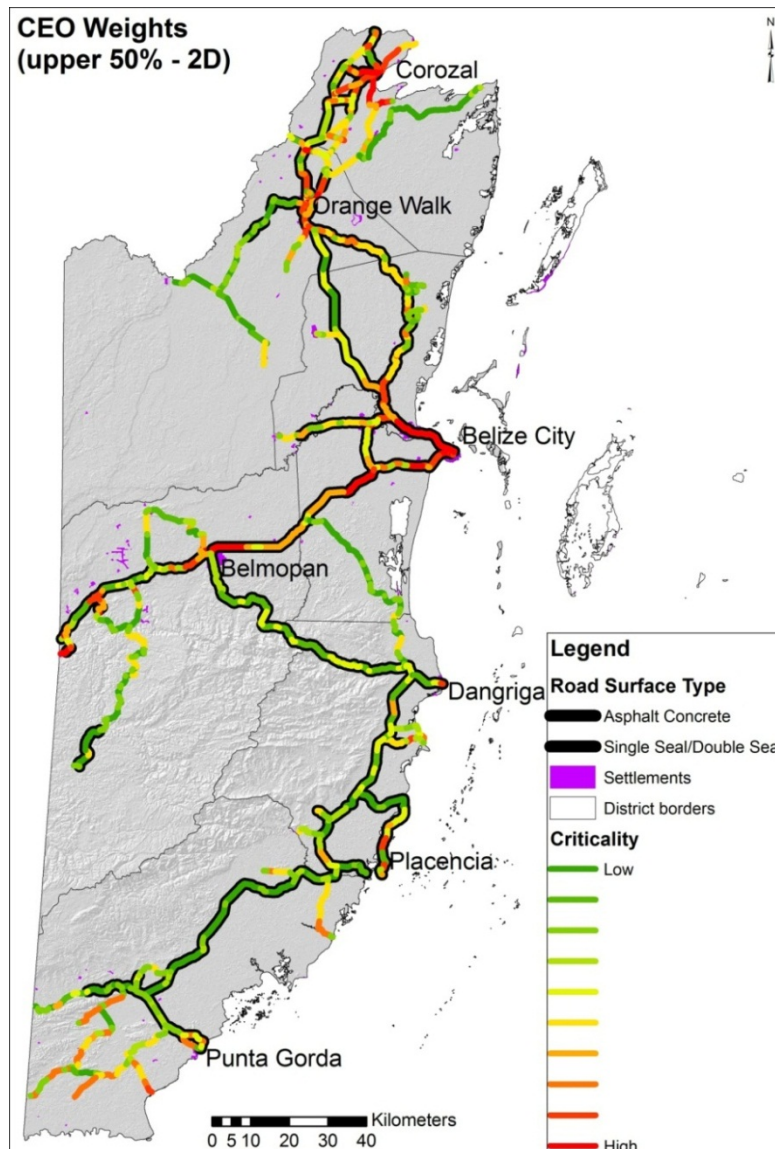 CEO Weights
(upper 50% - 2D)
N
Corozal
Orange Walk
Belize City
Belmopan
Dangriga
Placencia
Punta Gorda
Legend
Road Surface Type
Asphalt Concrete
Single Seal/Double Sea
Settlements
District borders
Criticality
Low
High
Kilometers
0 5 10 20 30 40